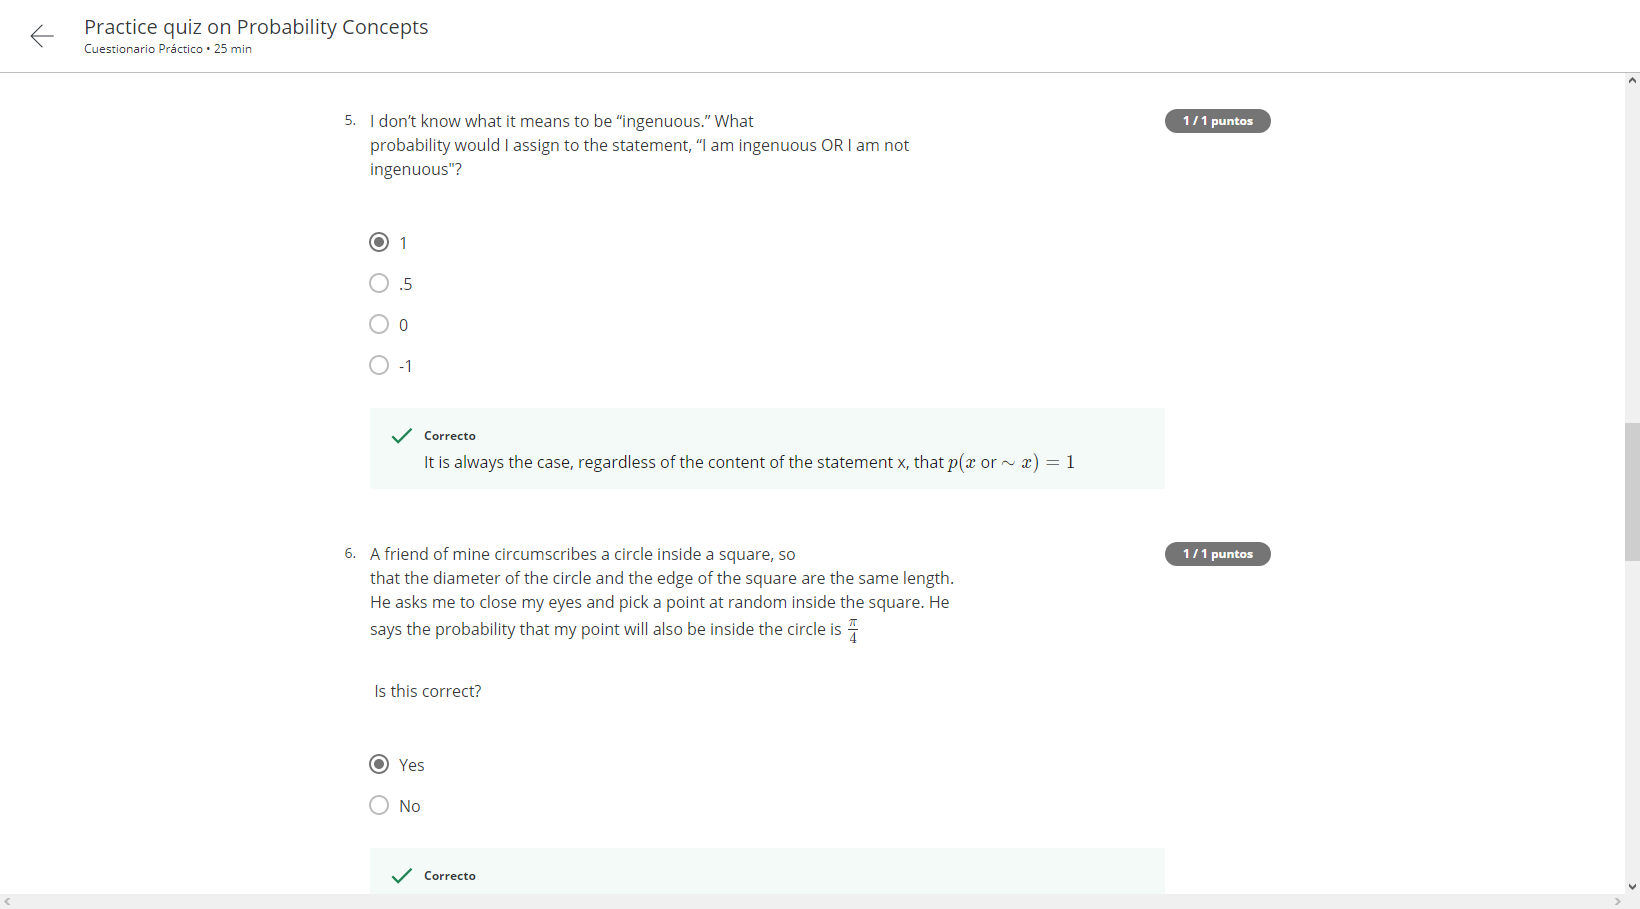 Practice quiz on Probability Concepts
Cuestionario Práctico • 25 min
5. I don’t know what it means to be “ingenuous.” What
probability would I assign to the statement, “I am ingenuous OR I am not
ingenuous"?
1 / 1 puntos
1
.5
0
-1
Correcto
It is always the case, regardless of the content of the statement x, that p(x or ∼ x) = 1
6. A friend of mine circumscribes a circle inside a square, so
that the diameter of the circle and the edge of the square are the same length.
He asks me to close my eyes and pick a point at random inside the square. He
says the probability that my point will also be inside the circle is π/4
1 / 1 puntos
Is this correct?
Yes
No
Correcto